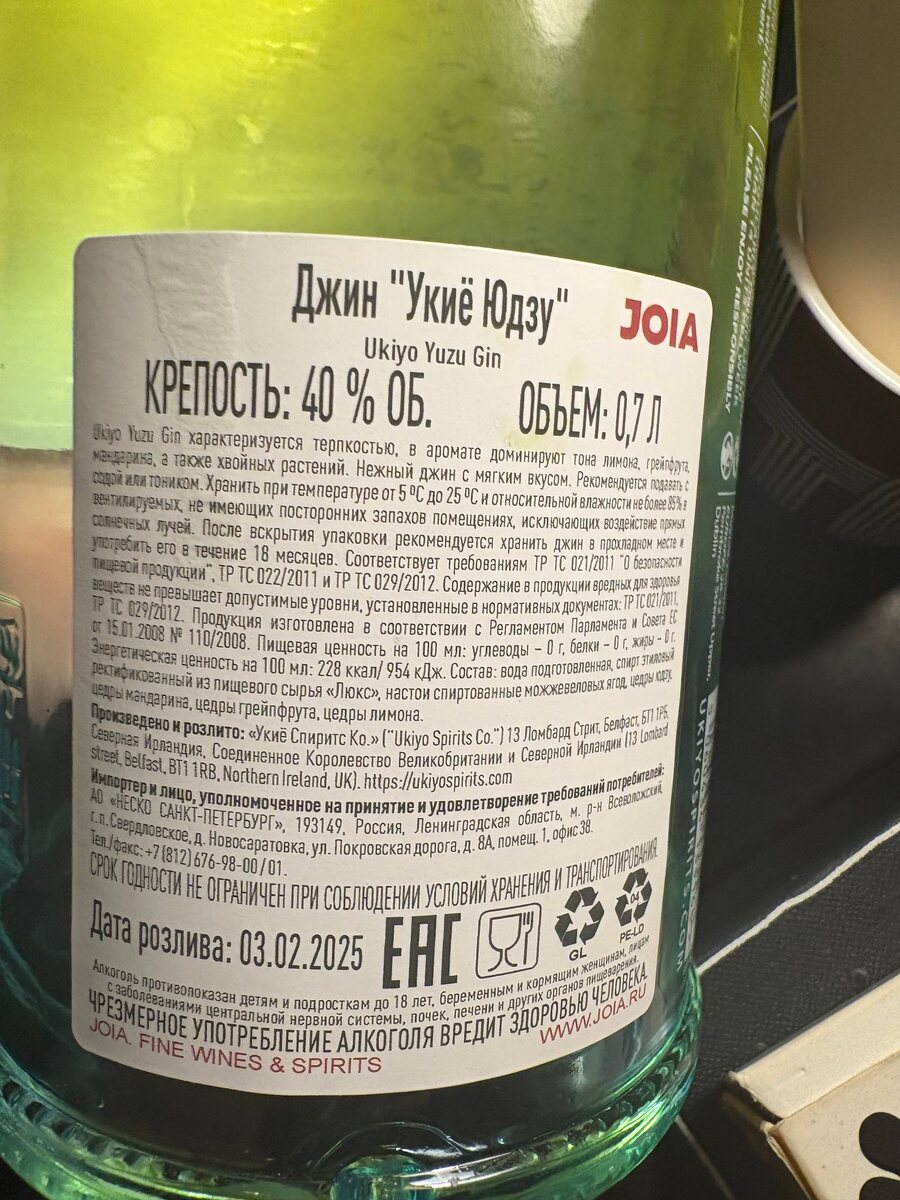 Джин "Укиё Юдзу"
JOIA
Ukiyo Yuzu Gin
КРЕПОСТЬ: 40 % ОБ.
ОБЪЕМ: 0,7 Л
Ukiyo Yuzu Gin характеризуется терпкостью, в аромате доминируют тона лимона, грейпфрута,
мандарина, а также хвойных растений. Нежный джин с мягким вкусом. Рекомендуется подавать с
содой или тоником. Хранить при температуре от 5 ºC до 25 ºC и относительной влажности не более 85% в
вентилируемых, не имеющих посторонних запахов помещениях, исключающих воздействие прямых
солнечных лучей. После вскрытия упаковки рекомендуется хранить джин в прохладном месте и
употребить его в течение 18 месяцев. Соответствует требованиям ТР ТС 021/2011 "О безопасности
пищевой продукции", ТР ТС 022/2011 и ТР ТС 029/2012. Содержание в продукции вредных для здоровья
веществ не превышает допустимые уровни, установленные в нормативных документах: ТР ТС 021/2011,
ТР ТС 029/2012. Продукция изготовлена в соответствии с Регламентом Парламента и Совета ЕС
от 15.01.2008 № 110/2008. Пищевая ценность на 100 мл: углеводы – 0 г, белки – 0 г, жиры – 0 г.
Энергетическая ценность на 100 мл: 228 ккал/ 954 кДж. Состав: вода подготовленная, спирт этиловый
ректификованный из пищевого сырья «Люкс», настои спиртованные можжевеловых ягод, цедры юдзу,
цедры мандарина, цедры грейпфрута, цедры лимона.
Произведено и розлито: «Укиё Спиритс Ко.» ("Ukiyo Spirits Co.") 13 Ломбард Стрит, Белфаст, БТ1 1РБ,
Северная Ирландия, Соединенное Королевство Великобритании и Северной Ирландии (13 Lombard
street, Belfast, BT1 1RB, Northern Ireland, UK). https://ukiyospirits.com
Импортер и лицо, уполномоченное на принятие и удовлетворение требований потребителей:
АО «НЕСКО САНКТ-ПЕТЕРБУРГ», 193149, Россия, Ленинградская область, м. р-н Всеволожский,
г.п. Свердловское, д. Новосаратовка, ул. Покровская дорога, д. 8А, помещ. 1, офис 38.
Тел./факс: +7 (812) 676-98-00 / 01.
СРОК ГОДНОСТИ НЕ ОГРАНИЧЕН ПРИ СОБЛЮДЕНИИ УСЛОВИЙ ХРАНЕНИЯ И ТРАНСПОРТИРОВАНИЯ.
Дата розлива: 03.02.2025
EAC
GL
04
PE-LD
Алкоголь противопоказан детям и подросткам до 18 лет, беременным и кормящим женщинам, лицам
с заболеваниями центральной нервной системы, почек, печени и других органов пищеварения.
ЧРЕЗМЕРНОЕ УПОТРЕБЛЕНИЕ АЛКОГОЛЯ ВРЕДИТ ЗДОРОВЬЮ ЧЕЛОВЕКА.
JOIA. FINE WINES & SPIRITS
WWW.JOIA.RU
PLEASE ENJOY RESPONSIBLY
UKIYOSPIRITS.COM